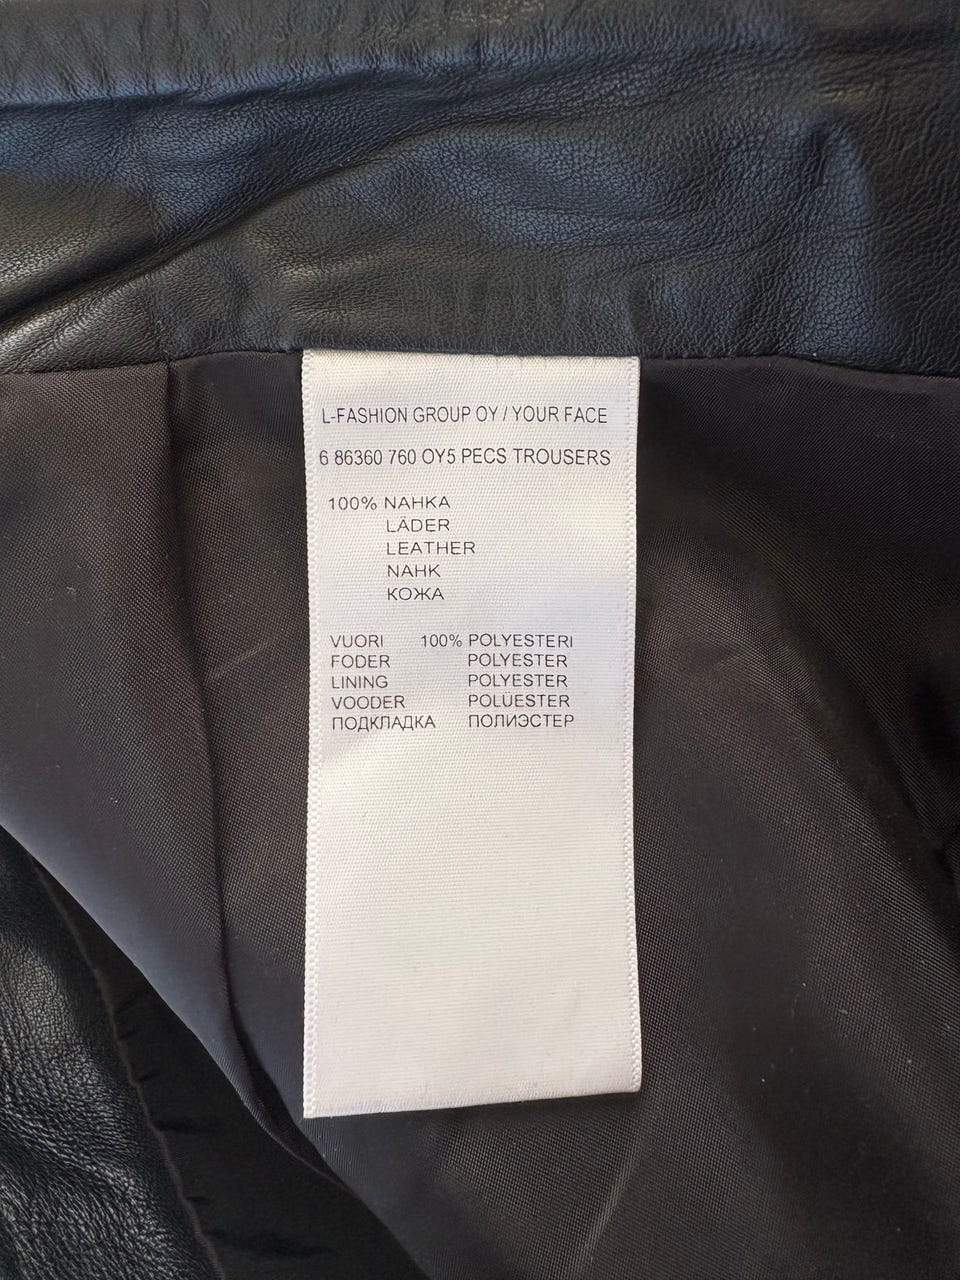 L-FASHION GROUP OY / YOUR FACE
6 86360 760 OY5 PECS TROUSERS
100% NAHKA
LÄDER
LEATHER
NAHK
КОЖА
VUORI 100% POLYESTERI
FODER POLYESTER
LINING POLYESTER
VOODER POLÜESTER
ПОДКЛАДКА ПОЛИЭСТЕР